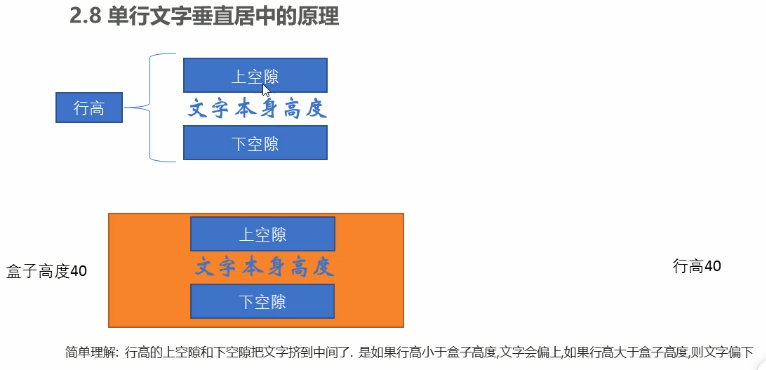 2.8 单行文字垂直居中的原理
上空隙
行高
文字本身高度
下空隙
上空隙
盒子高度40
文字本身高度
行高40
下空隙
简单理解: 行高的上空隙和下空隙把文字挤到中间了. 是如果行高小于盒子高度,文字会偏上,如果行高大于盒子高度,则文字偏下